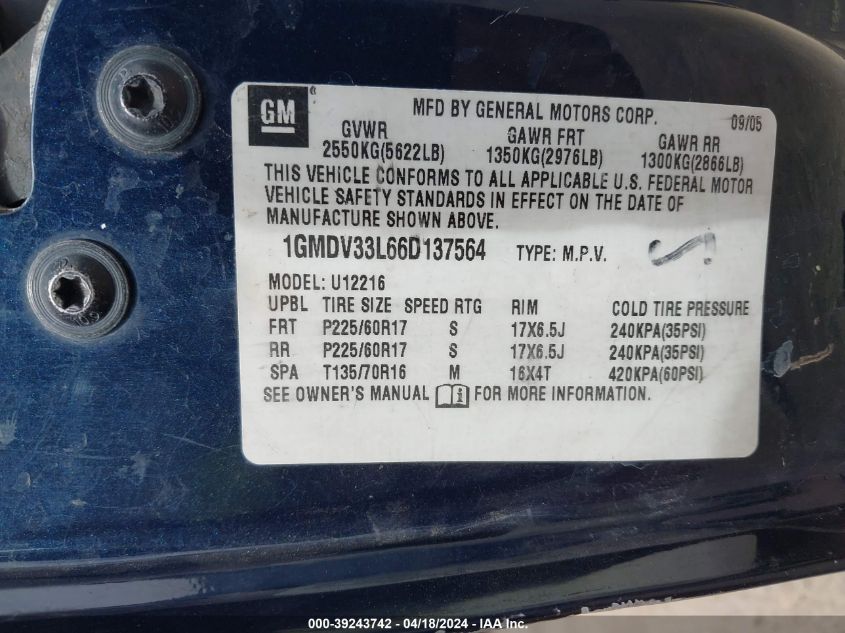 GM ®
MFD BY GENERAL MOTORS CORP. 09/05
GVWR GAWR FRT GAWR RR
2550KG(5622LB) 1350KG(2976LB) 1300KG(2866LB)
THIS VEHICLE CONFORMS TO ALL APPLICABLE U.S. FEDERAL MOTOR
VEHICLE SAFETY STANDARDS IN EFFECT ON THE DATE OF
MANUFACTURE SHOWN ABOVE.
1GMDV33L66D137564 TYPE: M.P.V.
MODEL: U12216
UPBL TIRE SIZE SPEED RTG RIM COLD TIRE PRESSURE
FRT P225/60R17 S 17X6.5J 240KPA(35PSI)
RR P225/60R17 S 17X6.5J 240KPA(35PSI)
SPA T135/70R16 M 16X4T 420KPA(60PSI)
SEE OWNER'S MANUAL FOR MORE INFORMATION.
000-39243742 - 04/18/2024 - IAA Inc.